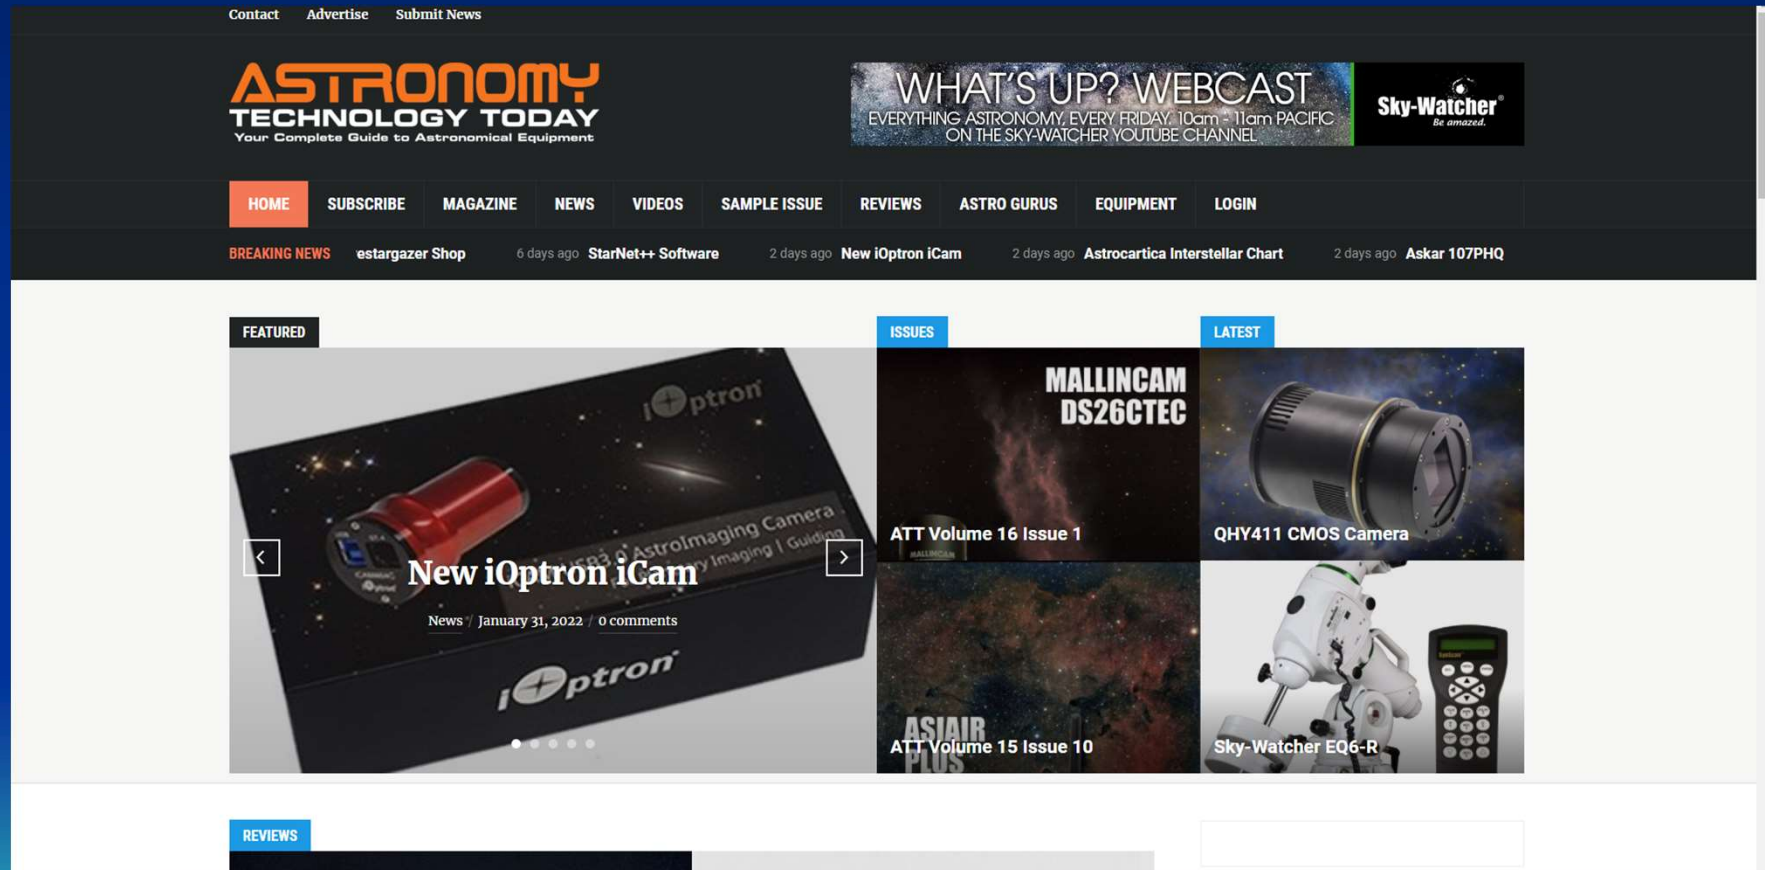 Contact Advertise Submit News
ASTRONOMY
TECHNOLOGY TODAY
Your Complete Guide to Astronomical Equipment
WHAT'S UP? WEBCAST
EVERYTHING ASTRONOMY, EVERY FRIDAY. 10am - 11am PACIFIC
ON THE SKY-WATCHER YOUTUBE CHANNEL
Sky-Watcher®
Be amazed.
HOME SUBSCRIBE MAGAZINE NEWS VIDEOS SAMPLE ISSUE REVIEWS ASTRO GURUS EQUIPMENT LOGIN
BREAKING NEWS estargazer Shop 6 days ago StarNet++ Software 2 days ago New iOptron iCam 2 days ago Astrocartica Interstellar Chart 2 days ago Askar 107PHQ
FEATURED
iOptron
USB3.0 AstroImaging Camera
Imaging | Guiding
New iOptron iCam
News / January 31, 2022 / 0 comments
iOptron
ISSUES
MALLINCAM
DS26CTEC
ATT Volume 16 Issue 1
MALLINCAM
ASIAIR
PLUS
ATT Volume 15 Issue 10
LATEST
QHY411 CMOS Camera
Sky-Watcher EQ6-R
REVIEWS